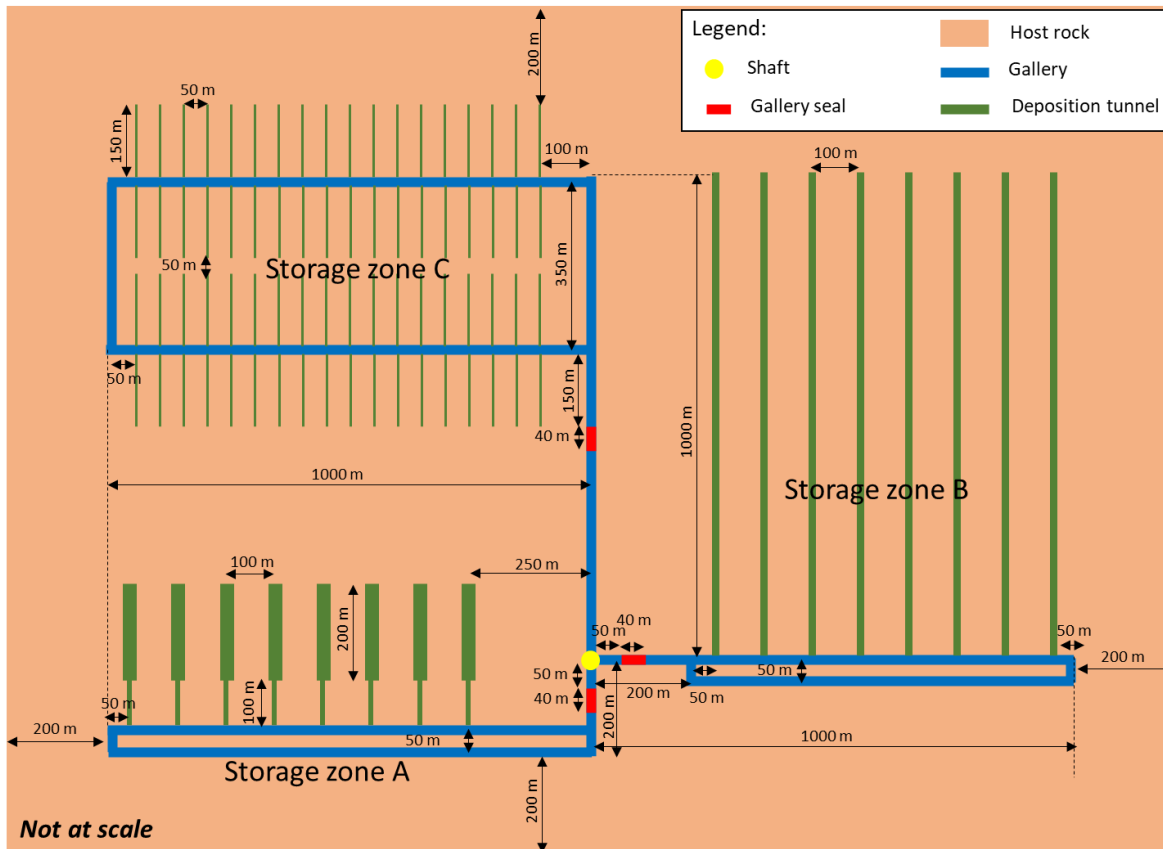 Legend:
Host rock
Shaft
Gallery
Gallery seal
Deposition tunnel
200 m
50 m
150 m
100 m
100 m
50 m
Storage zone C
350 m
50 m
150 m
40 m
1000 m
1000 m
Storage zone B
100 m
250 m
200 m
40 m
50 m
50 m
50 m
50 m
200 m
200 m
50 m
100 m
40 m
50 m
200 m
200 m
50 m
1000 m
Storage zone A
200 m
Not at scale